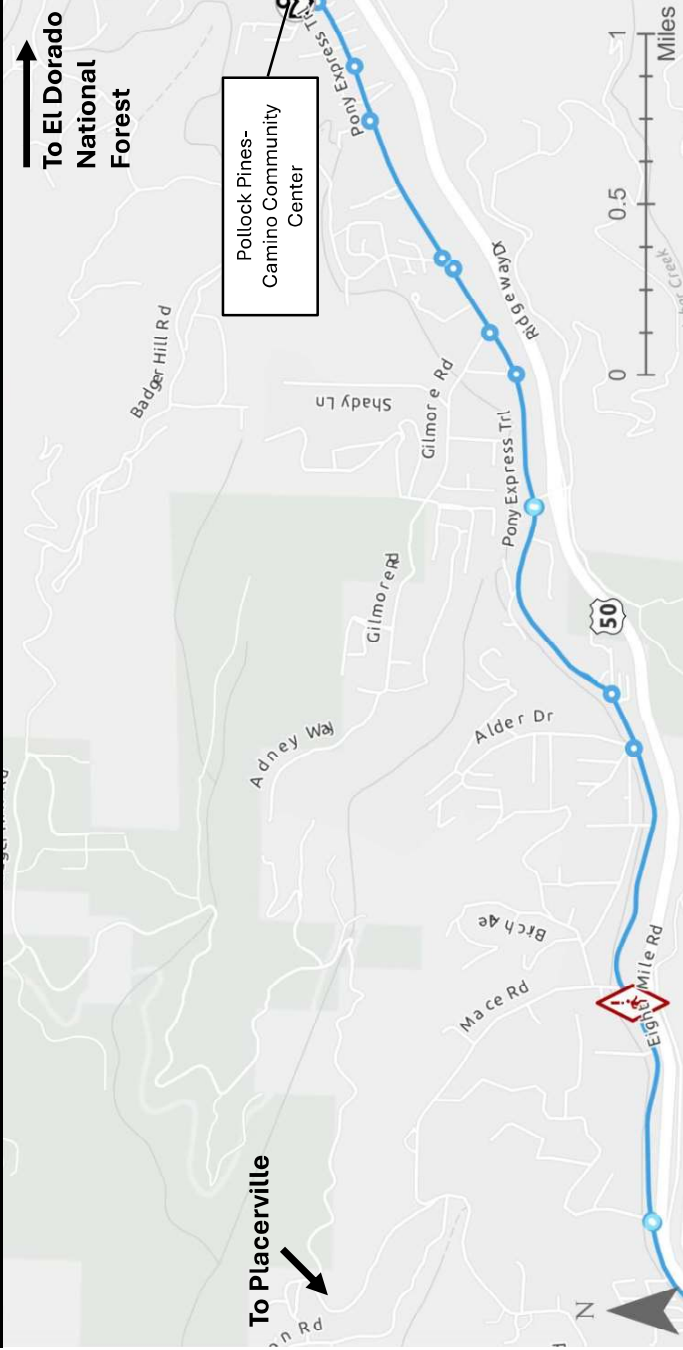 To El Dorado
National
Forest
Pony Express Trl
Pollock Pines-
Camino Community
Center
Badger Hill Rd
Shady Ln
Gilmore Rd
Ridgeway Dr
Pony Express Trl
Gilmore Rd
50
Adney Way
Alder Dr
Birch Ave
Mace Rd
Eight Mile Rd
To Placerville
on Rd
N
0
0.5
1
Miles